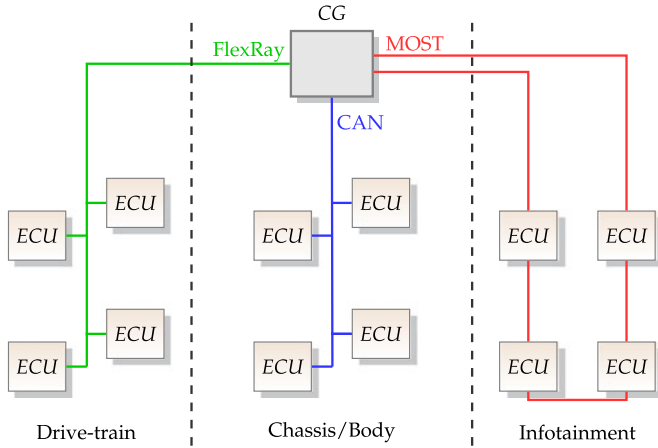 CG
FlexRay
MOST
CAN
ECU
ECU
ECU
ECU
ECU
ECU
ECU
ECU
ECU
ECU
ECU
ECU
Drive-train
Chassis/Body
Infotainment